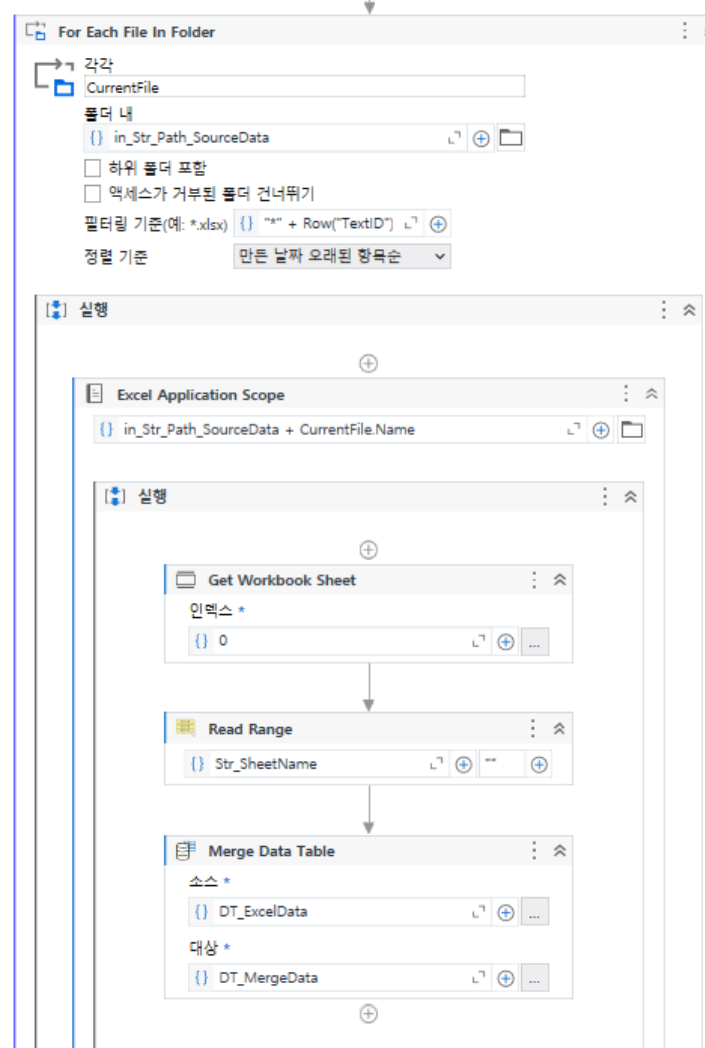 For Each File In Folder
각각
CurrentFile
폴더 내
{} in_Str_Path_SourceData
하위 폴더 포함
액세스가 거부된 폴더 건너뛰기
필터링 기준(예: *.xlsx) {} "*" + Row("TextID")
정렬 기준 만든 날짜 오래된 항목순
실행
Excel Application Scope
{} in_Str_Path_SourceData + CurrentFile.Name
실행
Get Workbook Sheet
인덱스 *
{} 0 ...
Read Range
{} Str_SheetName ""
Merge Data Table
소스 *
{} DT_ExcelData ...
대상 *
{} DT_MergeData ...